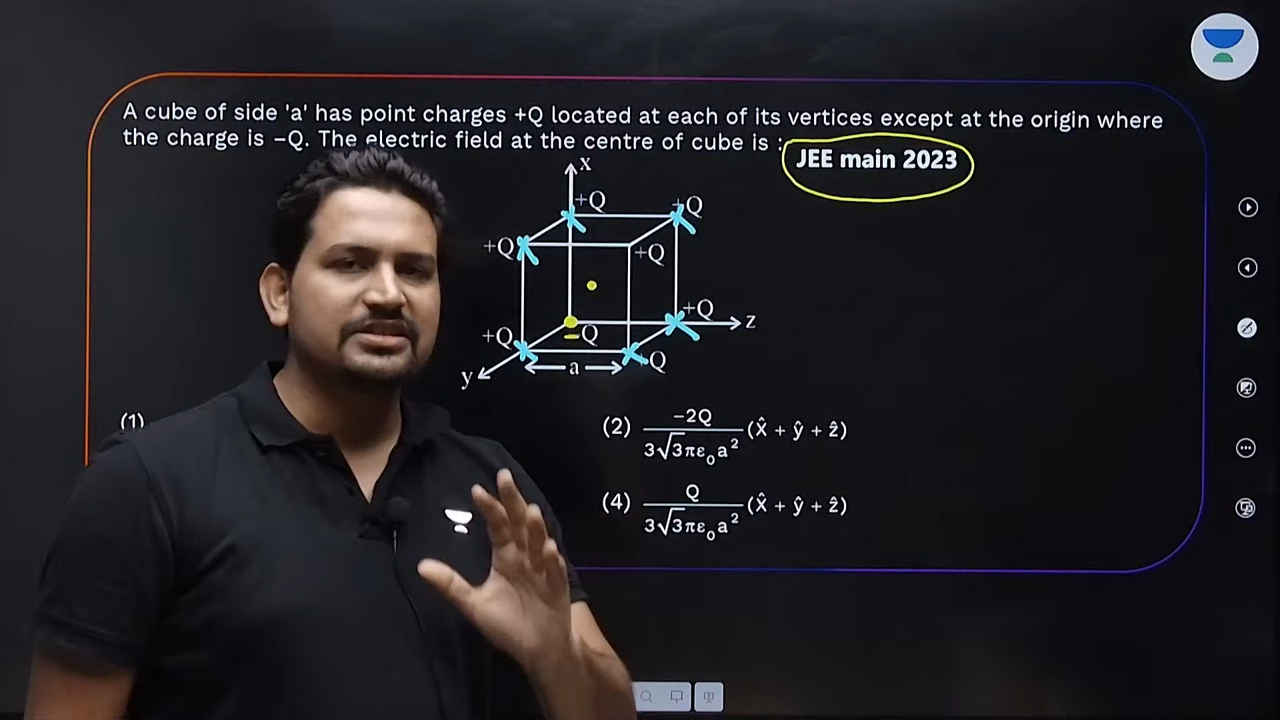 A cube of side 'a' has point charges +Q located at each of its vertices except at the origin where
the charge is −Q. The electric field at the centre of cube is :
JEE main 2023
x
+Q
+Q
+Q
+Q
+Q
−Q
z
+Q
+Q
a
y
(1)
(2) −2Q / 3√3πε₀a² (x̂ + ŷ + ẑ)
(4) Q / 3√3πε₀a² (x̂ + ŷ + ẑ)